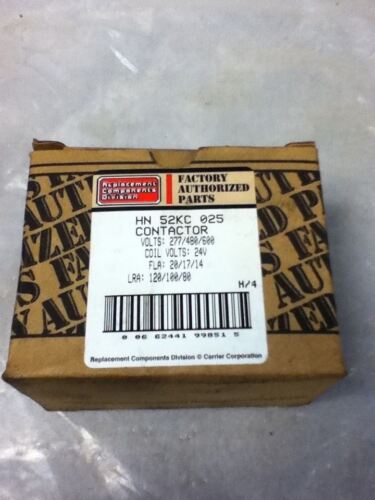 Replacement
Components
Division
FACTORY
AUTHORIZED
PARTS
HN 52KC 025
CONTACTOR
VOLTS: 277/480/600
COIL VOLTS: 24V
FLA: 20/17/14
LRA: 120/100/80
H/4
0 06 62441 99851 5
Replacement Components Division © Carrier Corporation